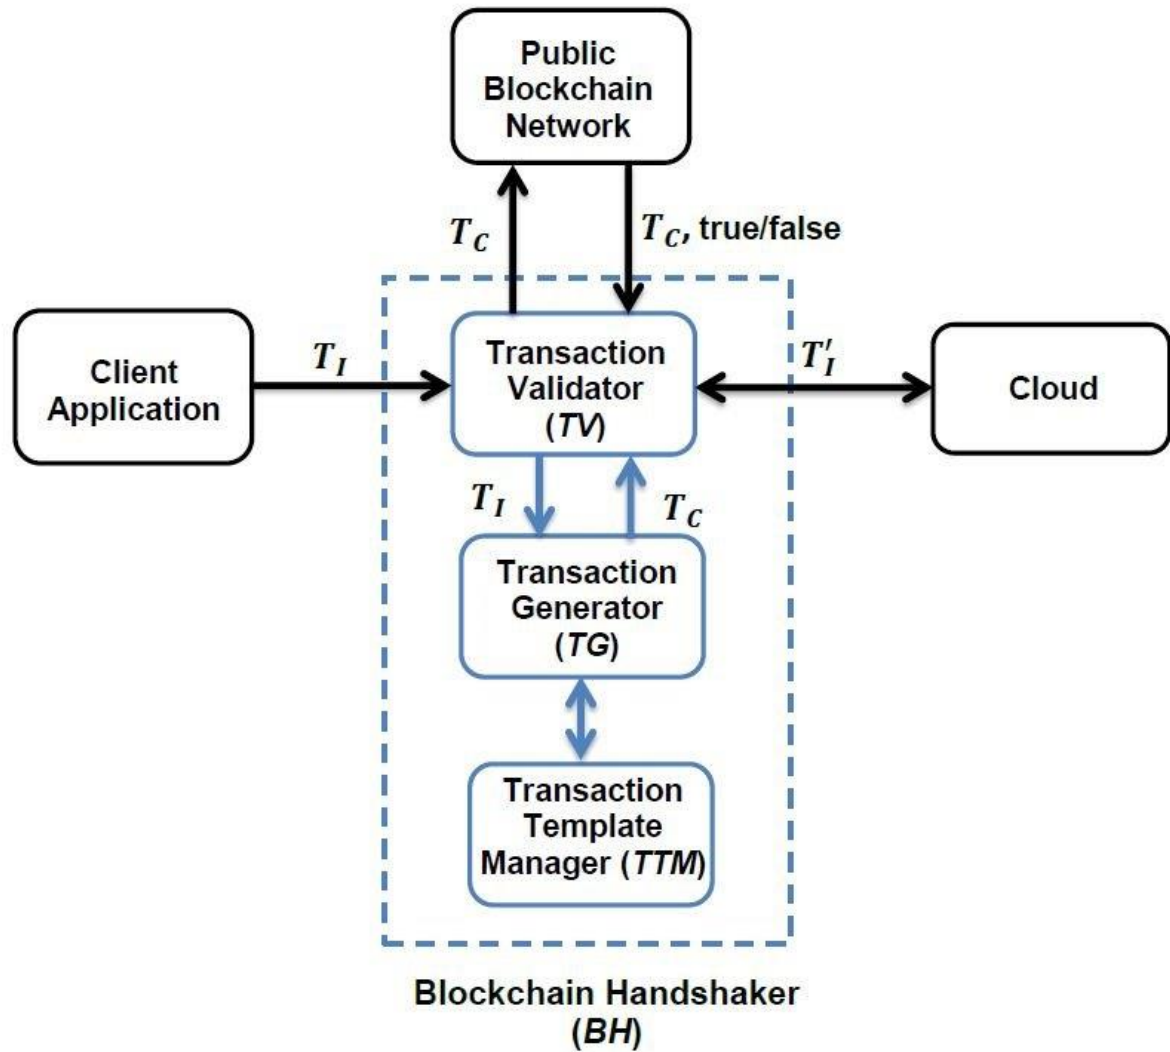 Public
Blockchain
Network
T_C
T_C, true/false
Client
Application
T_I
Transaction
Validator
(TV)
T'_I
Cloud
T_I
T_C
Transaction
Generator
(TG)
Transaction
Template
Manager (TTM)
Blockchain Handshaker
(BH)